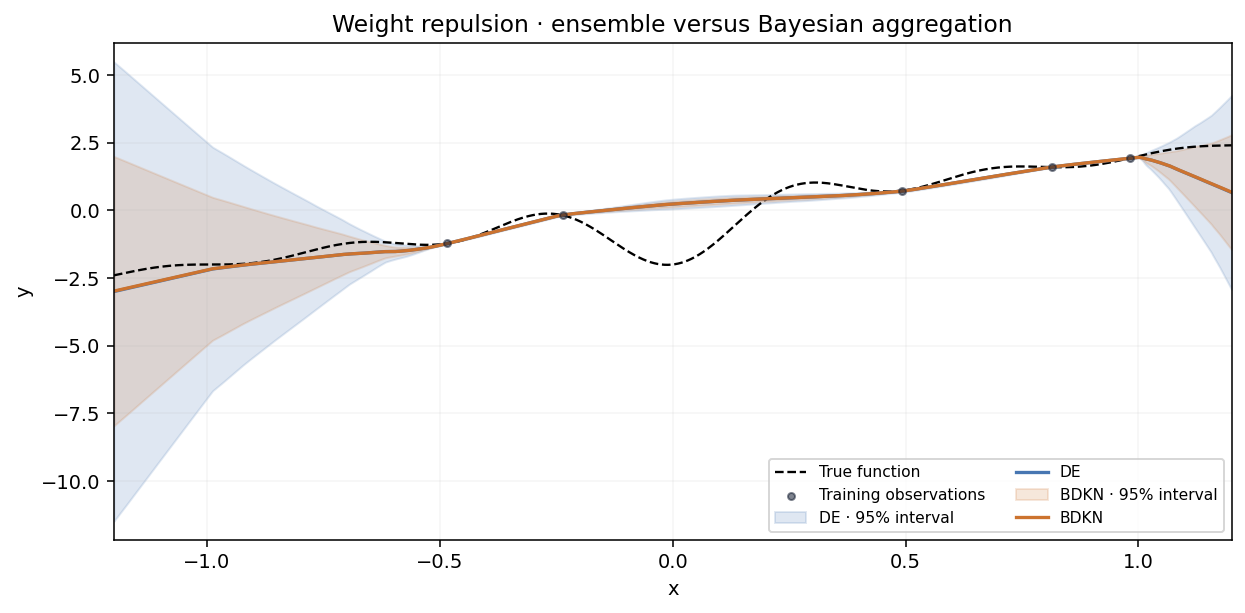 Weight repulsion · ensemble versus Bayesian aggregation
5.0
2.5
0.0
−2.5
−5.0
−7.5
−10.0
y
True function
Training observations
DE · 95% interval
DE
BDKN · 95% interval
BDKN
−1.0
−0.5
0.0
0.5
1.0
x